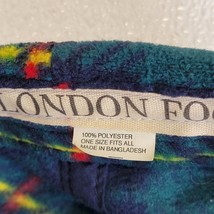 LONDON FO
100% POLYESTER
ONE SIZE FITS ALL
MADE IN BANGLADESH